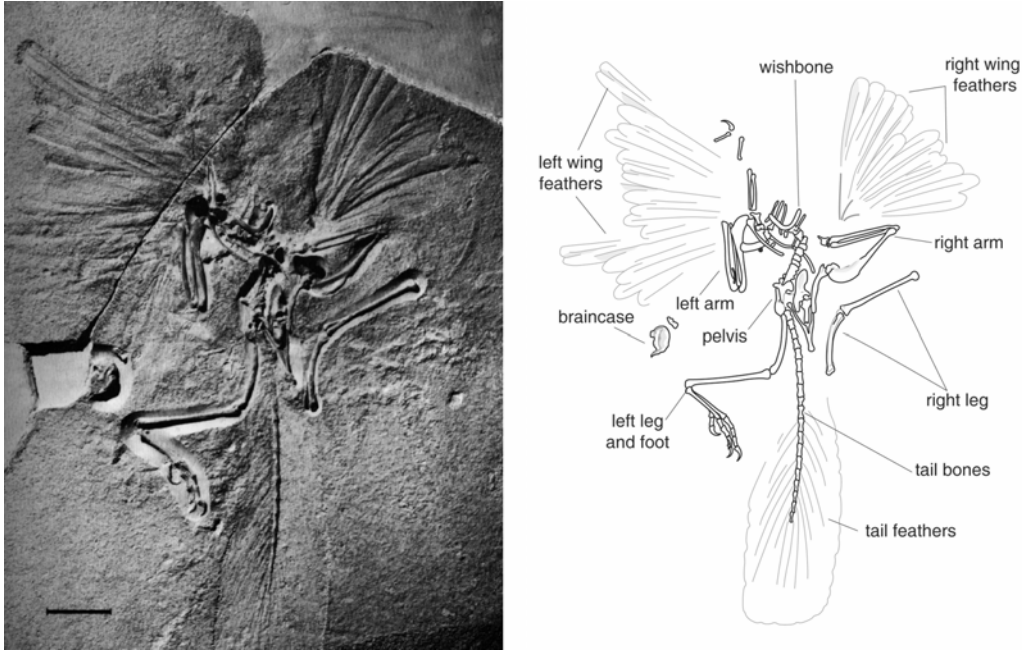 wishbone
right wing
feathers
left wing
feathers
right arm
left arm
braincase
pelvis
right leg
left leg
and foot
tail bones
tail feathers